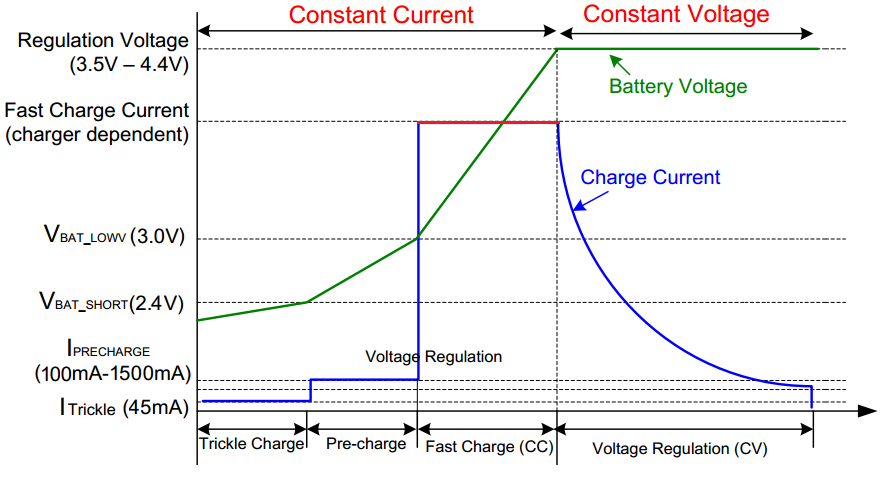 Constant Current
Constant Voltage
Regulation Voltage
(3.5V – 4.4V)
Battery Voltage
Fast Charge Current
(charger dependent)
Charge Current
VBAT_LOWV (3.0V)
VBAT_SHORT (2.4V)
IPRECHARGE
(100mA-1500mA)
Voltage Regulation
ITrickle (45mA)
Trickle Charge
Pre-charge
Fast Charge (CC)
Voltage Regulation (CV)